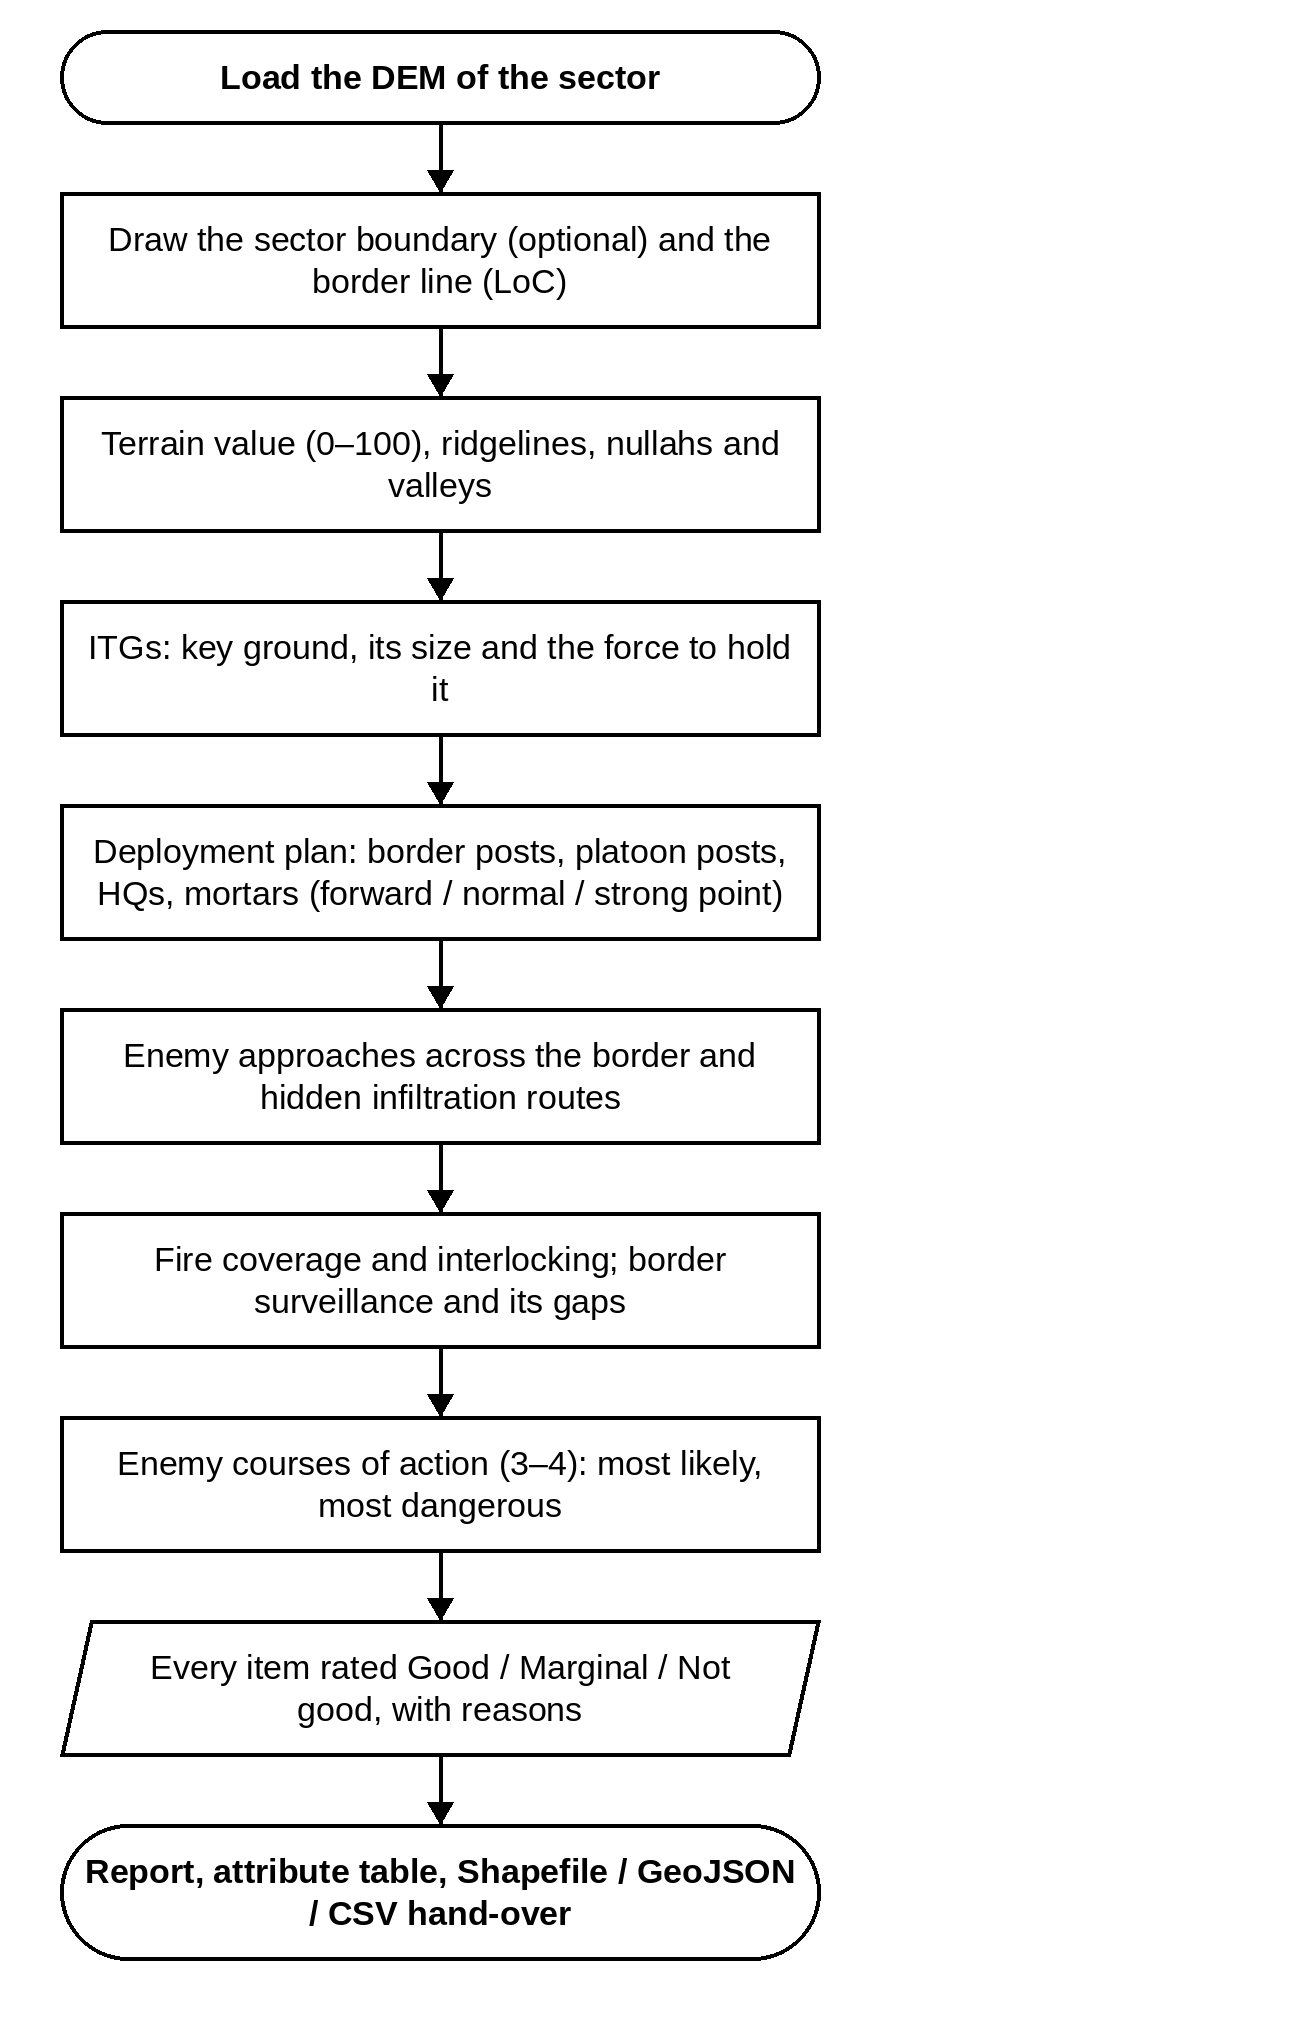 Load the DEM of the sector
Draw the sector boundary (optional) and the
border line (LoC)
Terrain value (0–100), ridgelines, nullahs and
valleys
ITGs: key ground, its size and the force to hold
it
Deployment plan: border posts, platoon posts,
HQs, mortars (forward / normal / strong point)
Enemy approaches across the border and
hidden infiltration routes
Fire coverage and interlocking; border
surveillance and its gaps
Enemy courses of action (3–4): most likely,
most dangerous
Every item rated Good / Marginal / Not
good, with reasons
Report, attribute table, Shapefile / GeoJSON
/ CSV hand-over